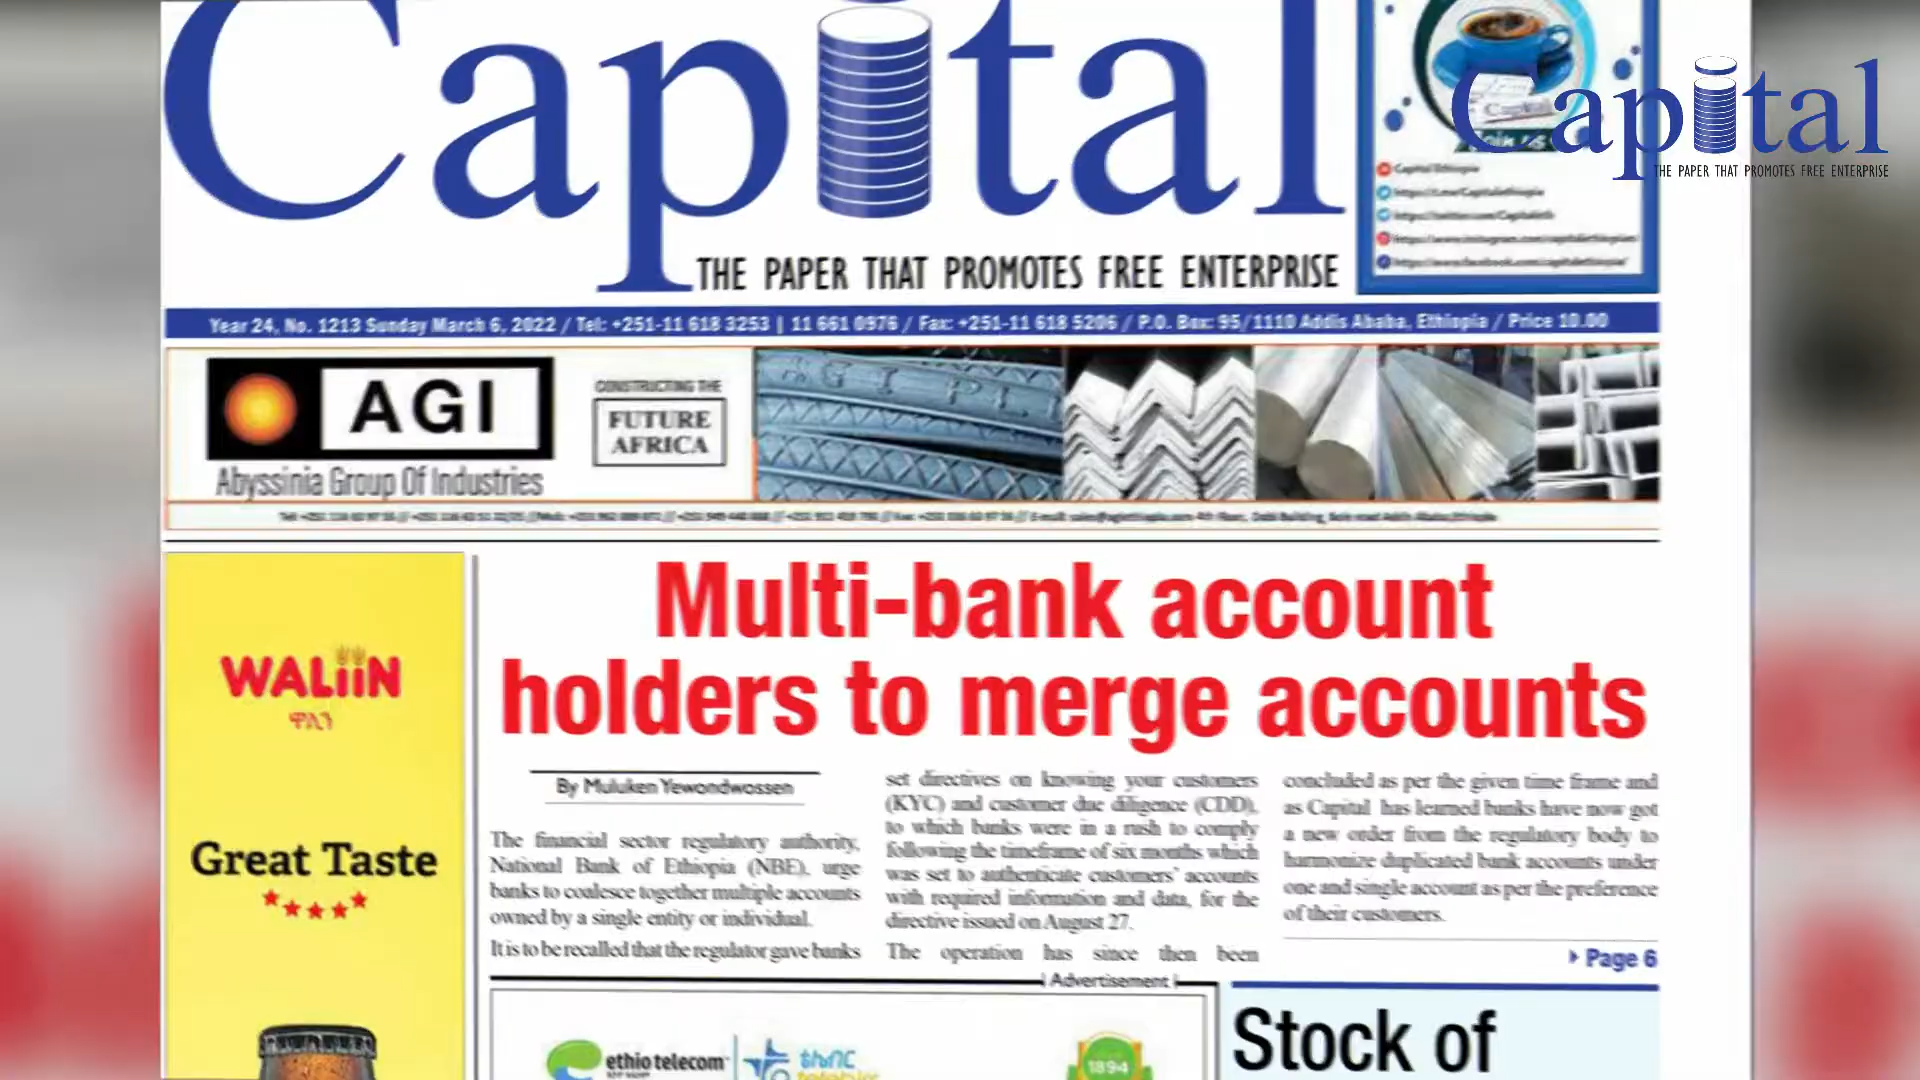 Capital
THE PAPER THAT PROMOTES FREE ENTERPRISE
Capital
THE PAPER THAT PROMOTES FREE ENTERPRISE
Year 24, No. 1213 Sunday March 6, 2022 / Tel: +251-11 618 3253 | 11 661 0976 / Fax: +251-11 618 5206 / P.O. Box: 95/1110 Addis Ababa, Ethiopia / Price 10.00
AGI
Abyssinia Group Of Industries
CONSTRUCTING THE
FUTURE
AFRICA
AGI PL
WALiiN
ዋሊን
Great Taste
Multi-bank account
holders to merge accounts
By Muluken Yewondwossen
The financial sector regulatory authority,
National Bank of Ethiopia (NBE), urge
banks to coalesce together multiple accounts
owned by a single entity or individual.
It is to be recalled that the regulator gave banks
set directives on knowing your customers
(KYC) and customer due diligence (CDD),
to which banks were in a rush to comply
following the timeframe of six months which
was set to authenticate customers' accounts
with required information and data, for the
directive issued on August 27.
The operation has since then been
concluded as per the given time frame and
as Capital has learned banks have now got
a new order from the regulatory body to
harmonize duplicated bank accounts under
one and single account as per the preference
of their customers.
Page 6
Advertisement
ethio telecom
ቴሌብር
1894
Stock of